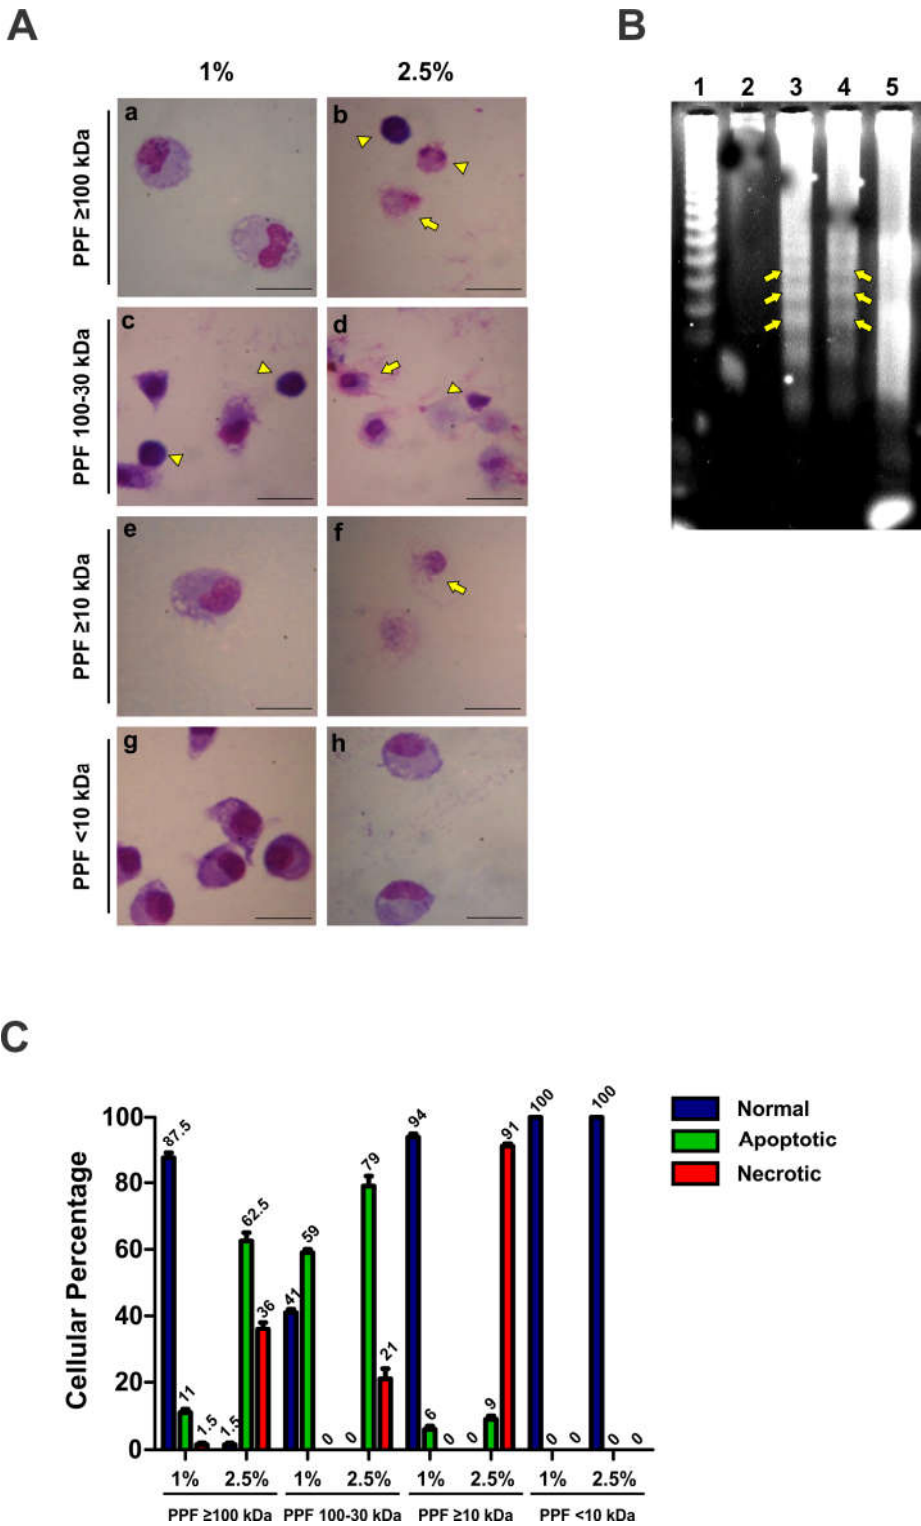 A
B
1%
2.5%
1 2 3 4 5
PPF ≥100 kDa
a
b
PPF 100-30 kDa
c
d
PPF ≥10 kDa
e
f
PPF <10 kDa
g
h
C
Cellular Percentage
100
80
60
40
20
0
87.5
11
1.5
1.5
62.5
36
41
59
0
0
79
21
94
6
0
0
9
91
100
0
0
100
0
0
Normal
Apoptotic
Necrotic
1% 2.5% 1% 2.5% 1% 2.5% 1% 2.5%
PPF ≥100 kDa PPF 100-30 kDa PPF ≥10 kDa PPF <10 kDa